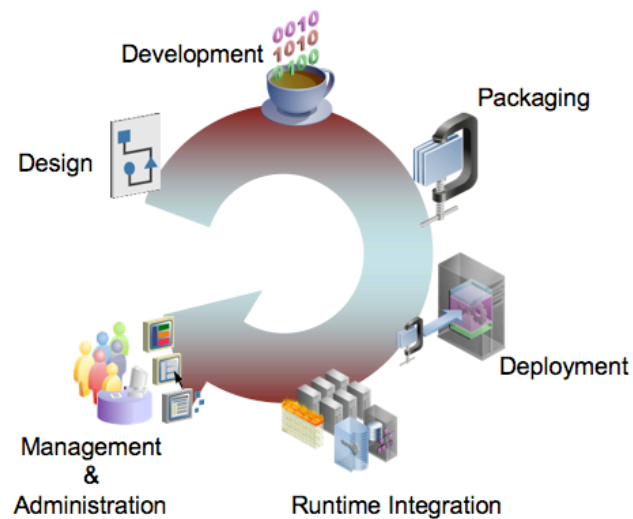 Development
0010
1010
0100
Packaging
Design
Deployment
Management
&
Administration
Runtime Integration